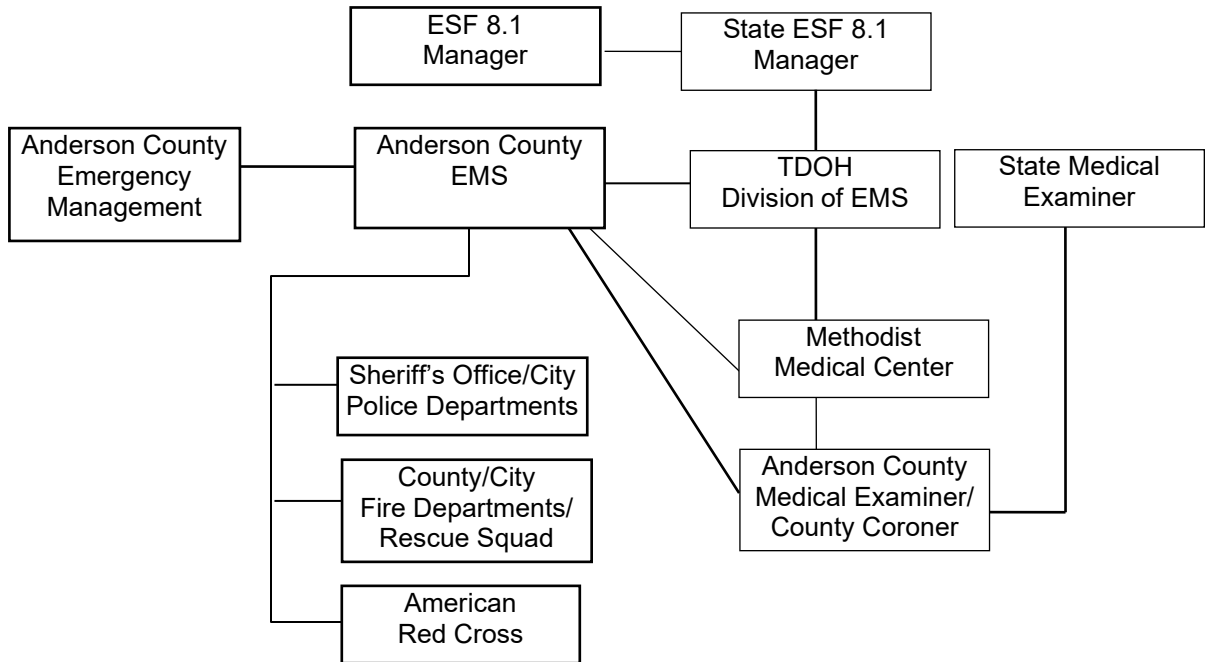 ESF 8.1
Manager
State ESF 8.1
Manager
Anderson County
Emergency
Management
Anderson County
EMS
TDOH
Division of EMS
State Medical
Examiner
Methodist
Medical Center
Sheriff’s Office/City
Police Departments
County/City
Fire Departments/
Rescue Squad
Anderson County
Medical Examiner/
County Coroner
American
Red Cross